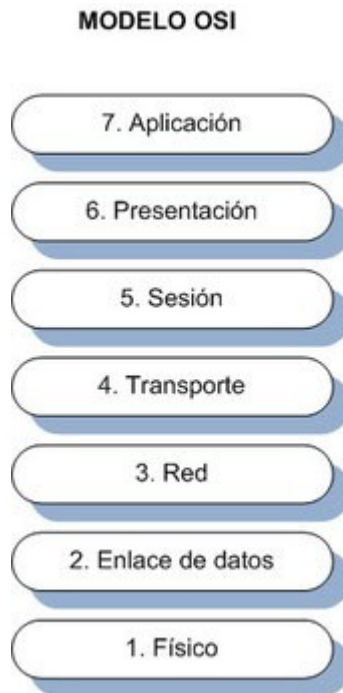 MODELO OSI
7. Aplicación
6. Presentación
5. Sesión
4. Transporte
3. Red
2. Enlace de datos
1. Físico